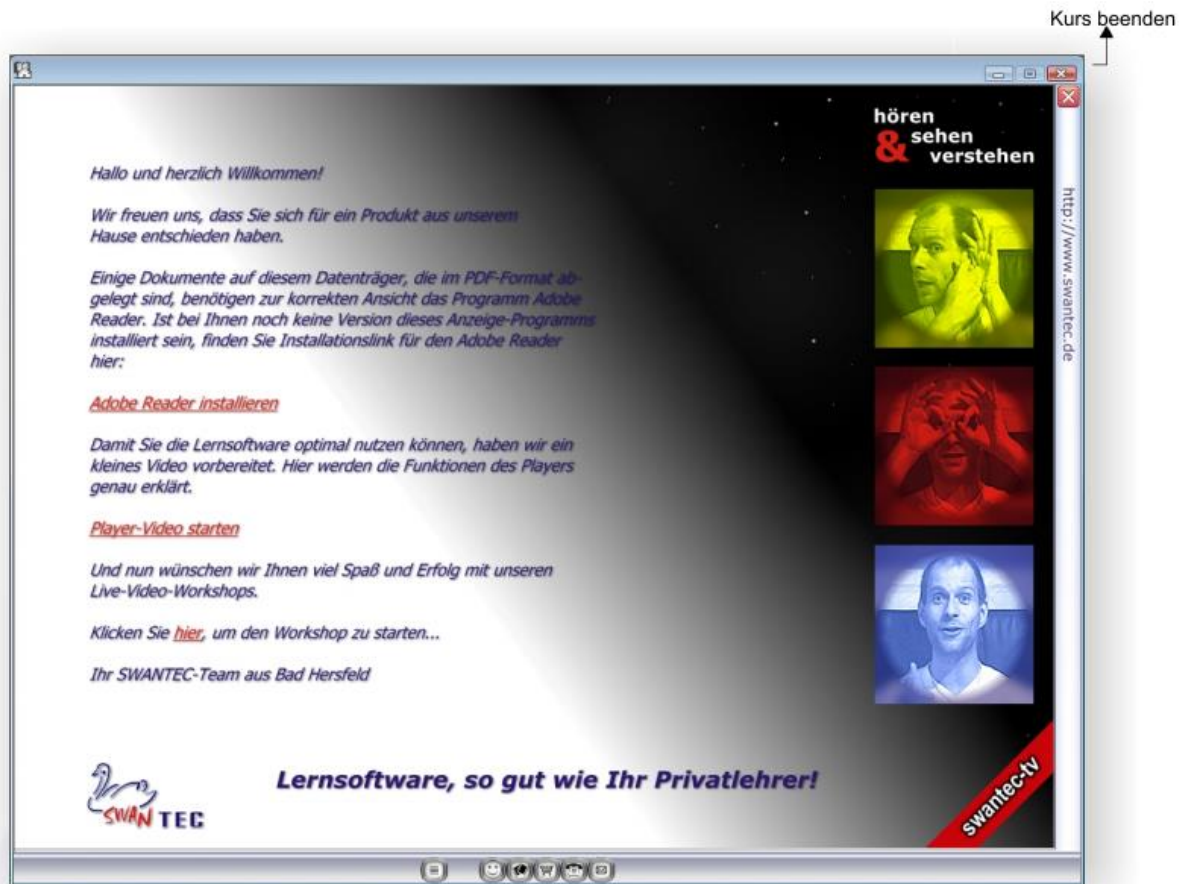 Kurs beenden
hören
& sehen
verstehen
http://www.swantec.de
Hallo und herzlich Willkommen!
Wir freuen uns, dass Sie sich für ein Produkt aus unserem
Hause entschieden haben.
Einige Dokumente auf diesem Datenträger, die im PDF-Format ab-
gelegt sind, benötigen zur korrekten Ansicht das Programm Adobe
Reader. Ist bei Ihnen noch keine Version dieses Anzeige-Programms
installiert sein, finden Sie Installationslink für den Adobe Reader
hier:
Adobe Reader installieren
Damit Sie die Lernsoftware optimal nutzen können, haben wir ein
kleines Video vorbereitet. Hier werden die Funktionen des Players
genau erklärt.
Player-Video starten
Und nun wünschen wir Ihnen viel Spaß und Erfolg mit unseren
Live-Video-Workshops.
Klicken Sie hier, um den Workshop zu starten...
Ihr SWANTEC-Team aus Bad Hersfeld
SWANTEC
Lernsoftware, so gut wie Ihr Privatlehrer!
swantec-tv